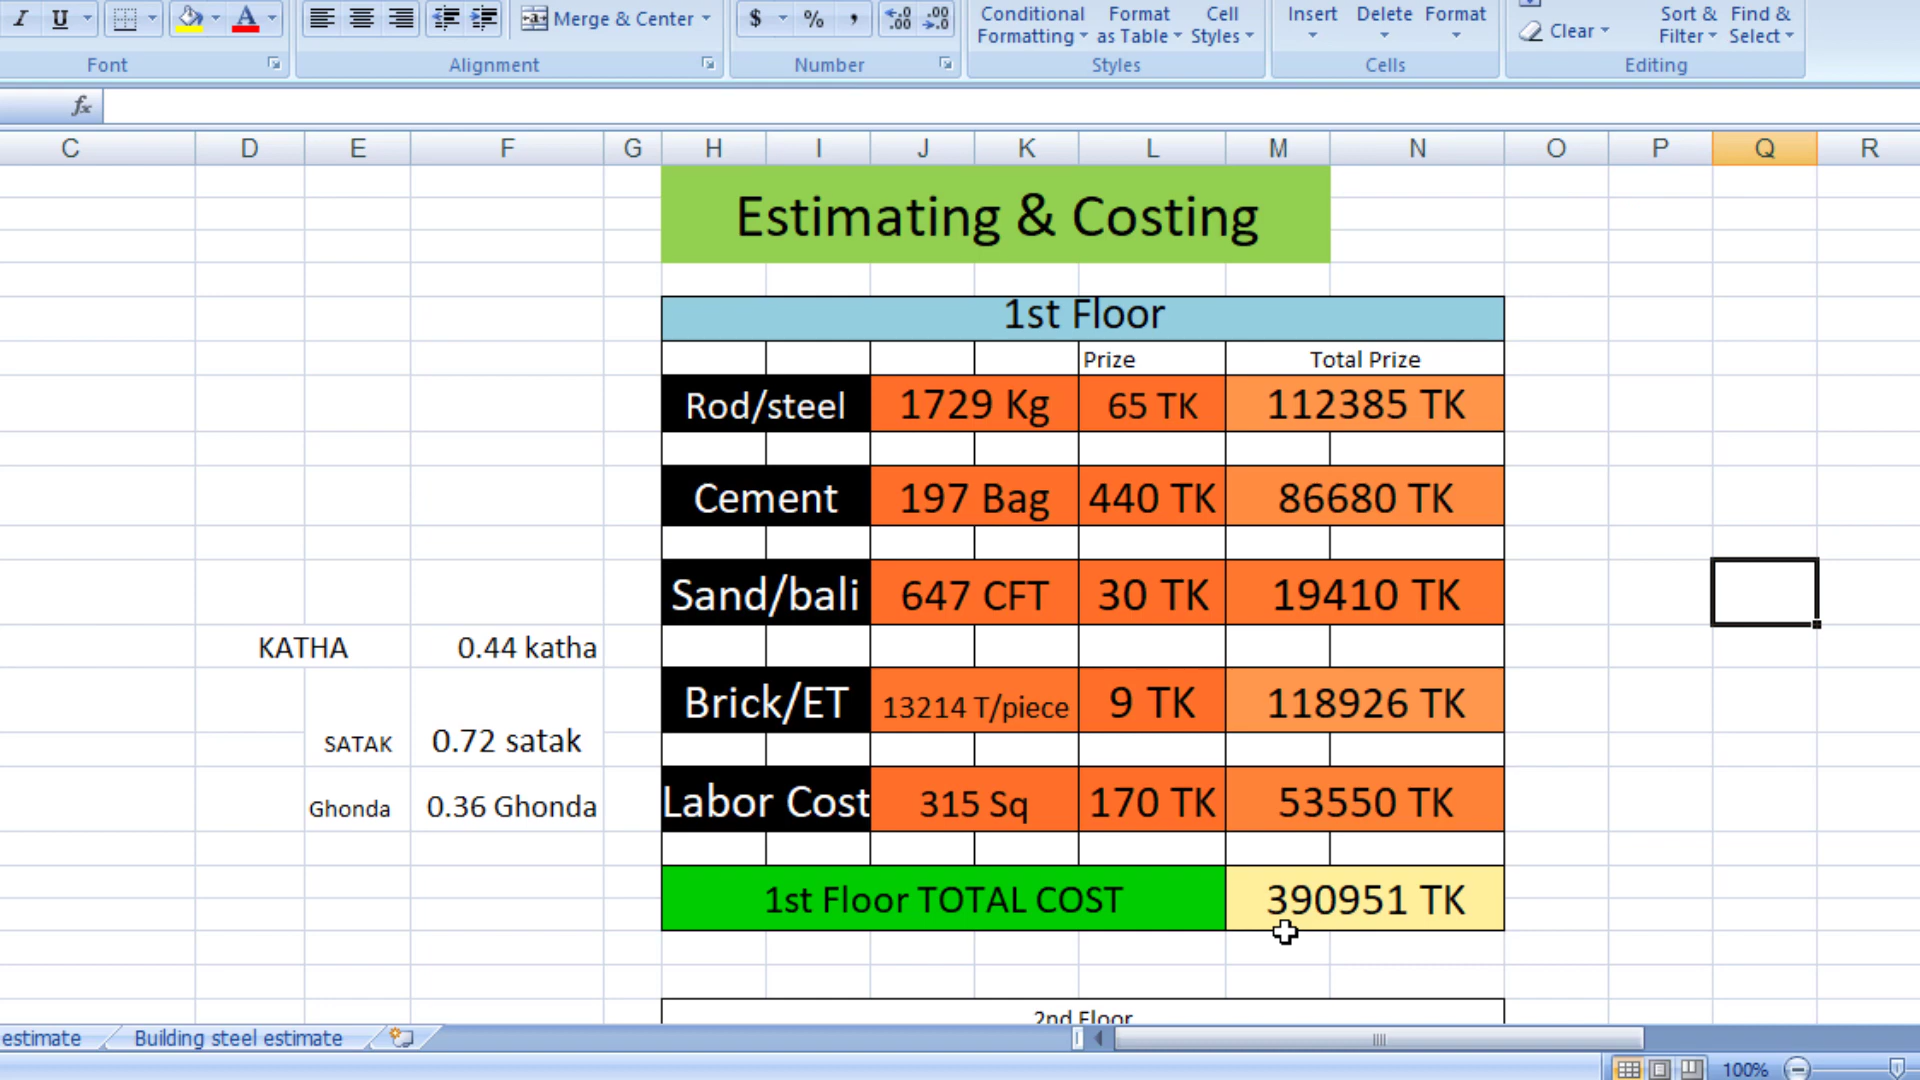 I U A $ % , .00 .00
Merge & Center
Conditional Formatting Format as Table Cell Styles
Insert Delete Format
Clear
Sort & Filter Find & Select
Font Alignment Number Styles Cells Editing
fx
C D E F G H I J K L M N O P Q R
Estimating & Costing
1st Floor
Prize Total Prize
Rod/steel 1729 Kg 65 TK 112385 TK
Cement 197 Bag 440 TK 86680 TK
Sand/bali 647 CFT 30 TK 19410 TK
KATHA 0.44 katha
Brick/ET 13214 T/piece 9 TK 118926 TK
SATAK 0.72 satak
Labor Cost 315 Sq 170 TK 53550 TK
Ghonda 0.36 Ghonda
1st Floor TOTAL COST 390951 TK
2nd Floor
estimate Building steel estimate
100%